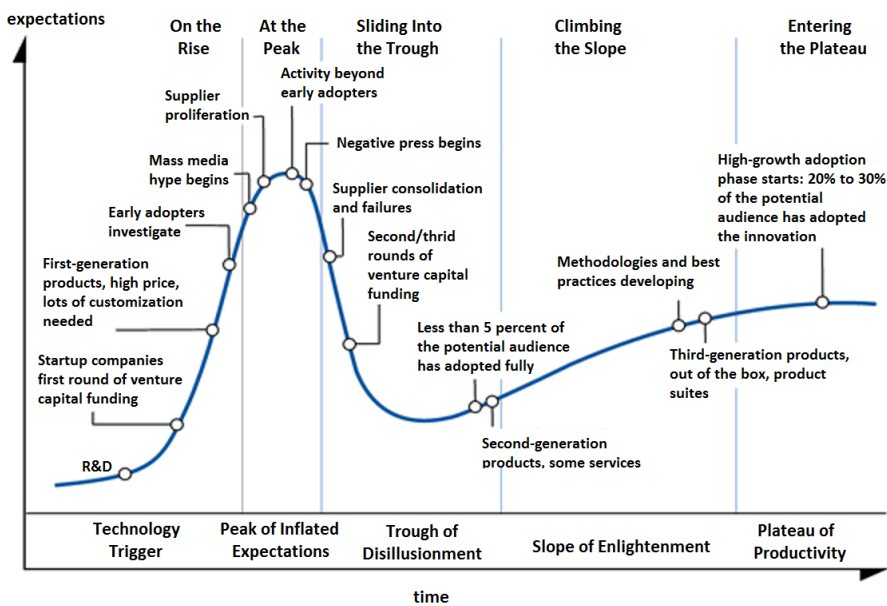 expectations
On the
Rise
At the
Peak
Sliding Into
the Trough
Climbing
the Slope
Entering
the Plateau
Activity beyond
early adopters
Supplier
proliferation
Negative press begins
Mass media
hype begins
High-growth adoption
phase starts: 20% to 30%
of the potential
audience has adopted
the innovation
Supplier consolidation
and failures
Early adopters
investigate
Second/thrid
rounds of
venture capital
funding
First-generation
products, high price,
lots of customization
needed
Methodologies and best
practices developing
Less than 5 percent of
the potential audience
has adopted fully
Startup companies
first round of venture
capital funding
Third-generation products,
out of the box, product
suites
Second-generation
products, some services
R&D
Technology
Trigger
Peak of Inflated
Expectations
Trough of
Disillusionment
Slope of Enlightenment
Plateau of
Productivity
time